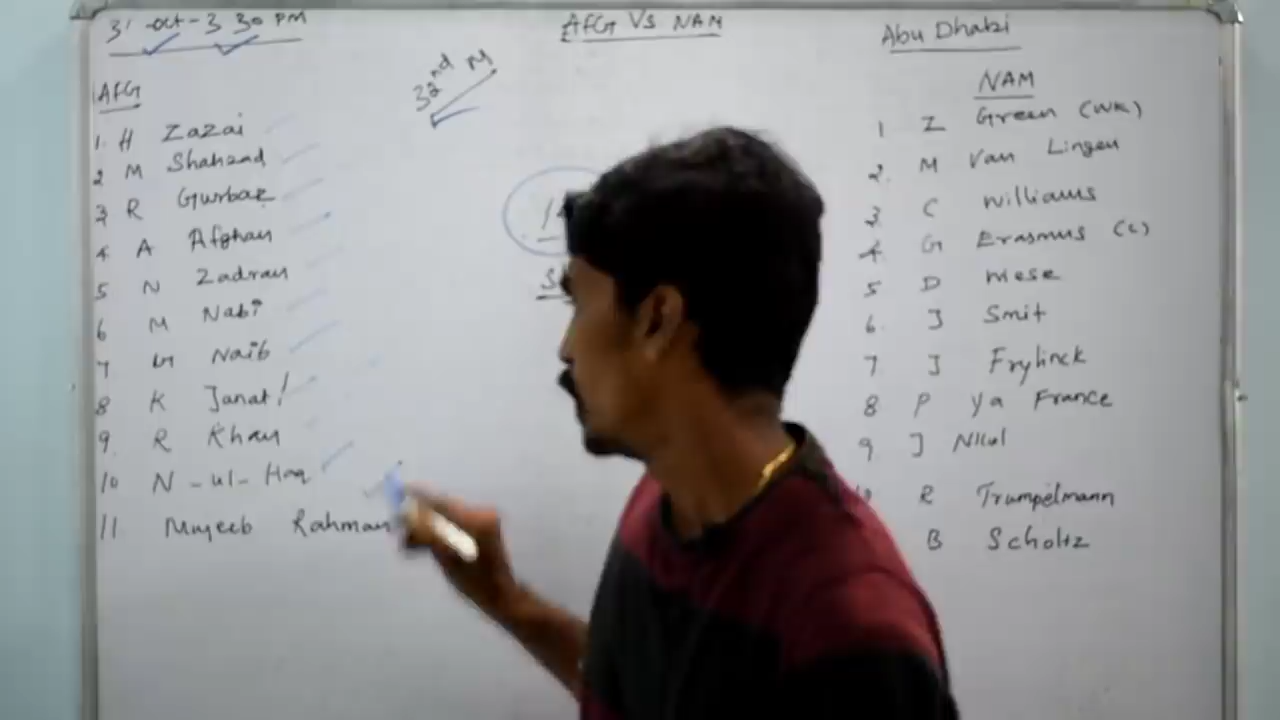 31 - oct - 3 30 PM
AFG VS NAM
Abu Dhabi
32nd M
AFG
1. H Zazai
2 M Shahzad
3 R Gurbaz
4 A Afghan
5 N Zadran
6 M Nabi
7 G Naib
8 K Janat
9. R Khan
10 N - ul - Haq
11. Mujeeb Rahman
NAM
1 Z Green (WK)
2. M Van Lingen
3. C Williams
4. G Erasmus (C)
5 D Wese
6. J Smit
7. J Frylinck
8 P Ya France
9 J Nicol
R Trumpelmann
B Scholtz